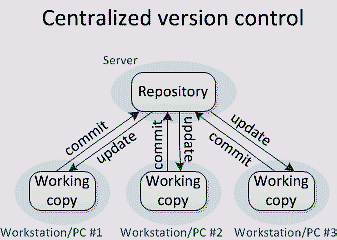 Centralized version control
Server
Repository
commit
update
commit
update
update
commit
Working
copy
Working
copy
Working
copy
Workstation/PC #1
Workstation/PC #2
Workstation/PC #3